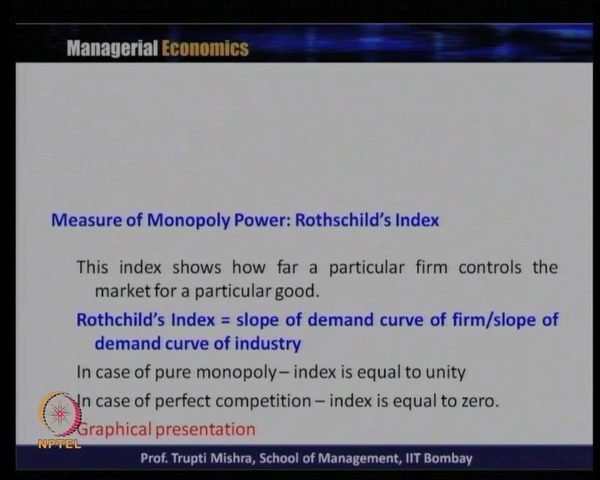 Managerial Economics
Measure of Monopoly Power: Rothschild's Index
This index shows how far a particular firm controls the
market for a particular good.
Rothchild's Index = slope of demand curve of firm/slope of
demand curve of industry
In case of pure monopoly – index is equal to unity
In case of perfect competition – index is equal to zero.
Graphical presentation
NPTEL
Prof. Trupti Mishra, School of Management, IIT Bombay